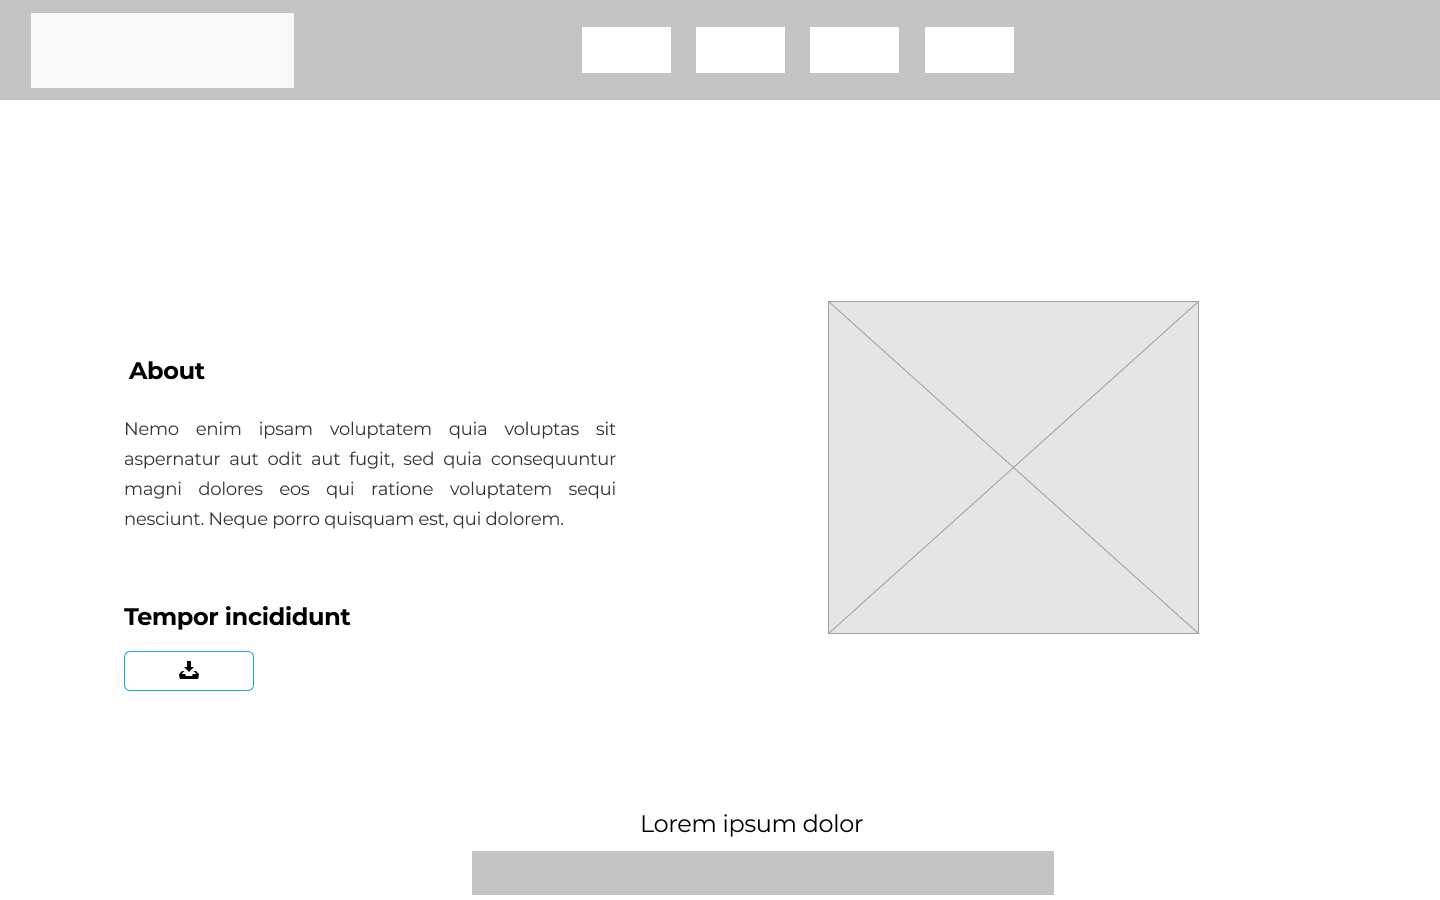 About
Nemo enim ipsam voluptatem quia voluptas sit
aspernatur aut odit aut fugit, sed quia consequuntur
magni dolores eos qui ratione voluptatem sequi
nesciunt. Neque porro quisquam est, qui dolorem.
Tempor incididunt
Lorem ipsum dolor